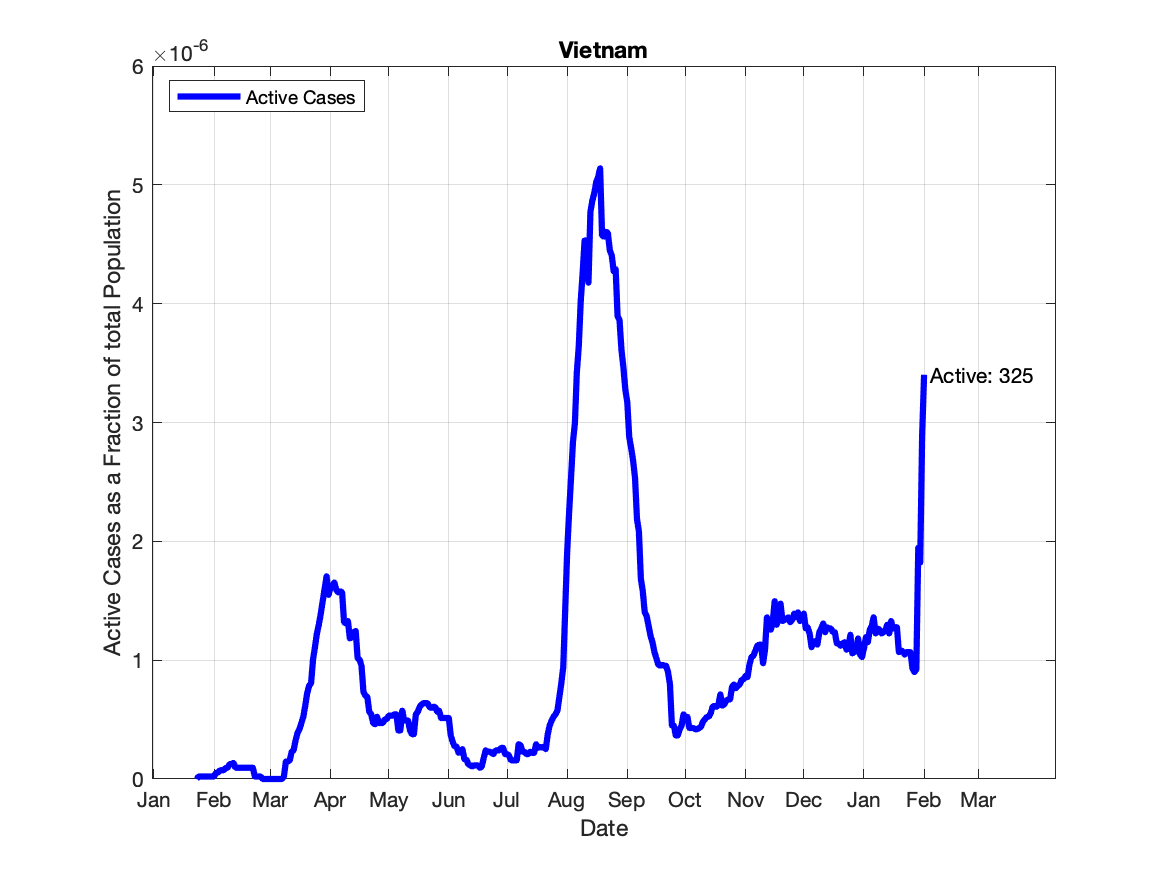 Vietnam
×10-6
Active Cases
6
5
4
3
2
1
0
Active Cases as a Fraction of total Population
Active: 325
Jan Feb Mar Apr May Jun Jul Aug Sep Oct Nov Dec Jan Feb Mar
Date